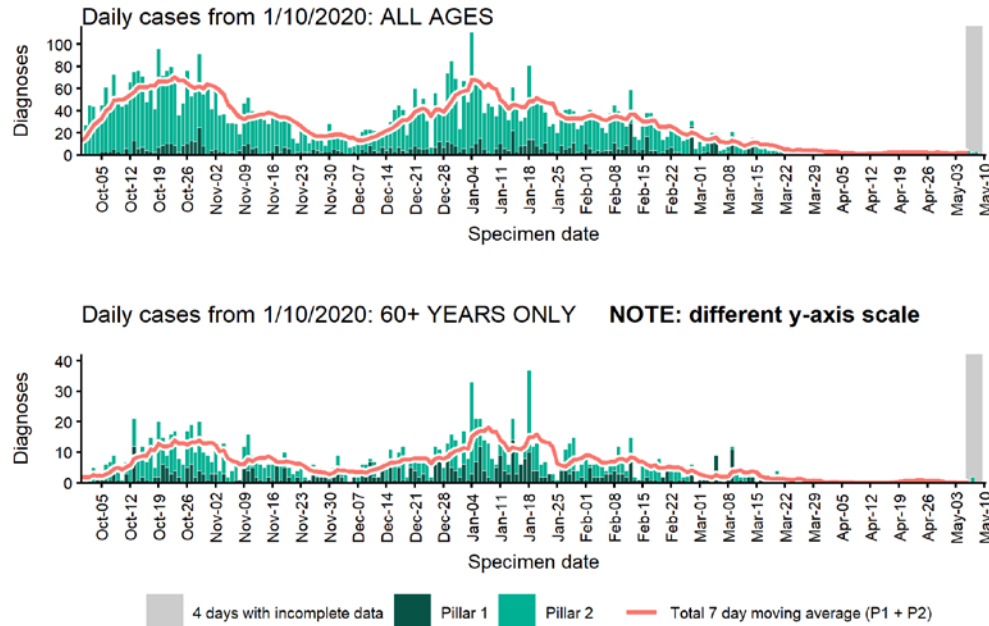 Daily cases from 1/10/2020: ALL AGES
Diagnoses
100
80
60
40
20
0
Oct-05 Oct-12 Oct-19 Oct-26 Nov-02 Nov-09 Nov-16 Nov-23 Nov-30 Dec-07 Dec-14 Dec-21 Dec-28 Jan-04 Jan-11 Jan-18 Jan-25 Feb-01 Feb-08 Feb-15 Feb-22 Mar-01 Mar-08 Mar-15 Mar-22 Mar-29 Apr-05 Apr-12 Apr-19 Apr-26 May-03 May-10
Specimen date
Daily cases from 1/10/2020: 60+ YEARS ONLY NOTE: different y-axis scale
Diagnoses
40
30
20
10
0
Oct-05 Oct-12 Oct-19 Oct-26 Nov-02 Nov-09 Nov-16 Nov-23 Nov-30 Dec-07 Dec-14 Dec-21 Dec-28 Jan-04 Jan-11 Jan-18 Jan-25 Feb-01 Feb-08 Feb-15 Feb-22 Mar-01 Mar-08 Mar-15 Mar-22 Mar-29 Apr-05 Apr-12 Apr-19 Apr-26 May-03 May-10
Specimen date
4 days with incomplete data Pillar 1 Pillar 2 Total 7 day moving average (P1 + P2)